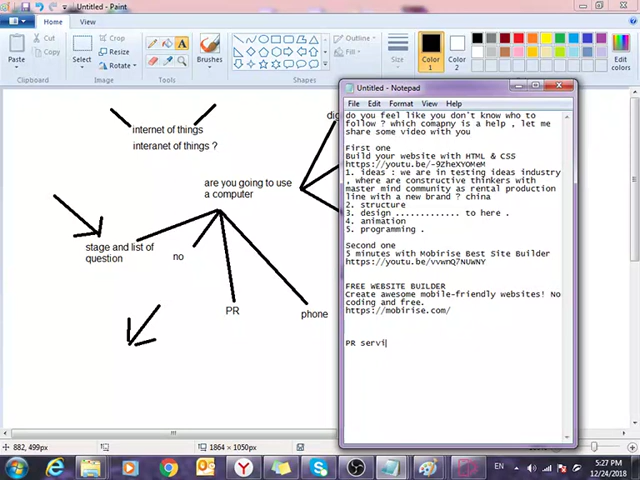 Untitled - Paint
Home
View
Paste
Clipboard
Select
Crop
Resize
Rotate
Image
Tools
Brushes
Shapes
Outline
Fill
Color 1
Color 2
Colors
Edit colors
internet of things
interanet of things ?
dig
are you going to use
a computer
stage and list of
question
no
PR
phone
Untitled - Notepad
File Edit Format View Help
do you feel like you don't know who to
follow ? which comapny is a help , let me
share some video with you
First one
Build your website with HTML & CSS
https://youtu.be/-9ZheXYOMeM
1. ideas : we are in testing ideas industry
, where are constructive thinkers with
master mind community as rental production
line with a new brand ? china
2. structure
3. design ............. to here .
4. animation
5. programming .
Second one
5 minutes with Mobirise Best Site Builder
https://youtu.be/vvwnQ7NUWNY
FREE WEBSITE BUILDER
Create awesome mobile-friendly websites! No
coding and free.
https://mobirise.com/
PR servi
882, 499px
1864 × 1050px
EN
5:27 PM
12/24/2018